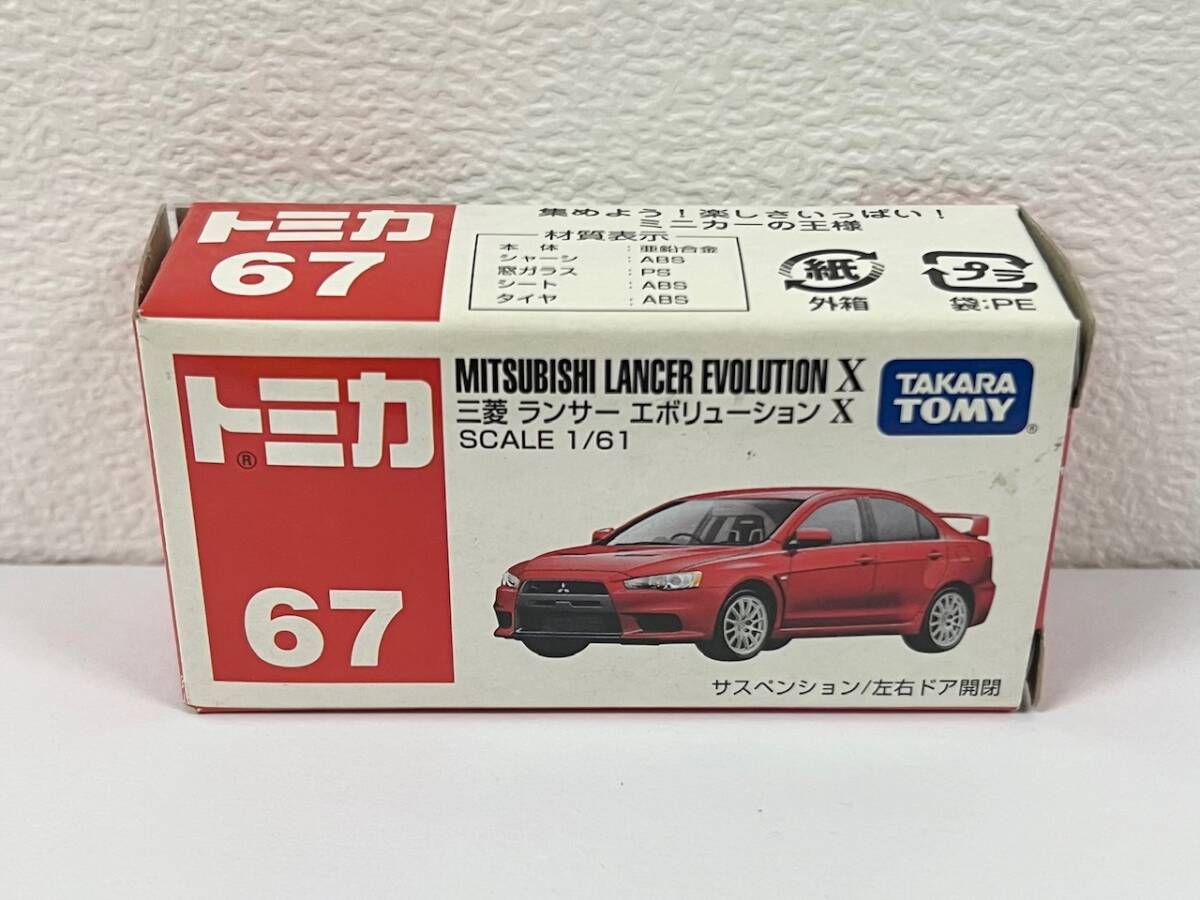 トミカ
67
集めよう！楽しさいっぱい！
ミニカーの王様
材質表示
本体：亜鉛合金
シャーシ：ABS
窓ガラス：PS
シート：ABS
タイヤ：ABS
紙
外箱
プラ
袋:PE
トミカ®
67
MITSUBISHI LANCER EVOLUTION X
三菱 ランサー エボリューション X
SCALE 1/61
TAKARA
TOMY®
サスペンション/左右ドア開閉